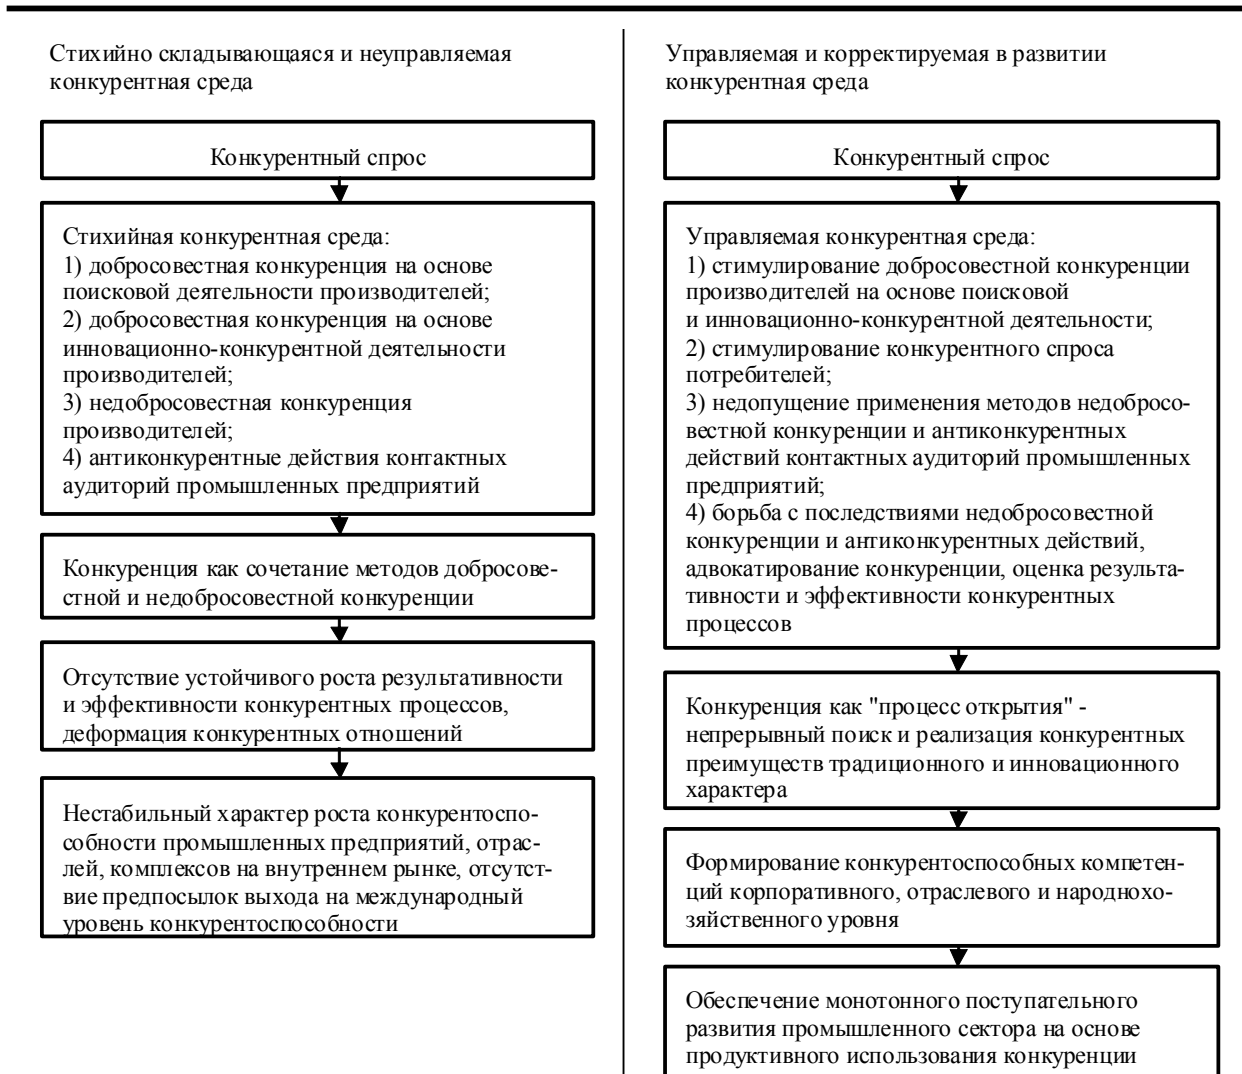 Стихийно складывающаяся и неуправляемая
конкурентная среда
Конкурентный спрос
Стихийная конкурентная среда:
1) добросовестная конкуренция на основе
поисковой деятельности производителей;
2) добросовестная конкуренция на основе
инновационно-конкурентной деятельности
производителей;
3) недобросовестная конкуренция
производителей;
4) антиконкурентные действия контактных
аудиторий промышленных предприятий
Конкуренция как сочетание методов добросове-
стной и недобросовестной конкуренции
Отсутствие устойчивого роста результативности
и эффективности конкурентных процессов,
деформация конкурентных отношений
Нестабильный характер роста конкурентоспо-
собности промышленных предприятий, отрас-
лей, комплексов на внутреннем рынке, отсутст-
вие предпосылок выхода на международный
уровень конкурентоспособности
Управляемая и корректируемая в развитии
конкурентная среда
Конкурентный спрос
Управляемая конкурентная среда:
1) стимулирование добросовестной конкуренции
производителей на основе поисковой
и инновационно-конкурентной деятельности;
2) стимулирование конкурентного спроса
потребителей;
3) недопущение применения методов недобросо-
вестной конкуренции и антиконкурентных
действий контактных аудиторий промышленных
предприятий;
4) борьба с последствиями недобросовестной
конкуренции и антиконкурентных действий,
адвокатирование конкуренции, оценка результа-
тивности и эффективности конкурентных
процессов
Конкуренция как "процесс открытия" -
непрерывный поиск и реализация конкурентных
преимуществ традиционного и инновационного
характера
Формирование конкурентоспособных компетен-
ций корпоративного, отраслевого и народнохо-
зяйственного уровня
Обеспечение монотонного поступательного
развития промышленного сектора на основе
продуктивного использования конкуренции